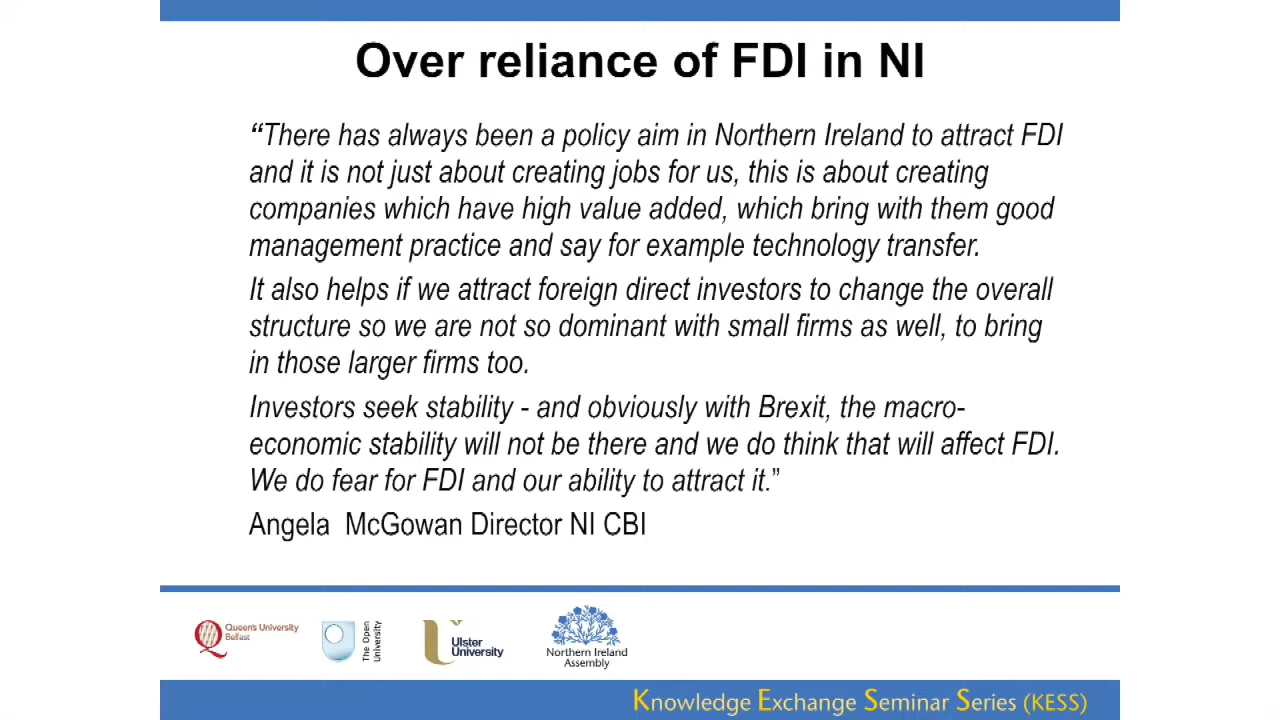 Over reliance of FDI in NI
“There has always been a policy aim in Northern Ireland to attract FDI
and it is not just about creating jobs for us, this is about creating
companies which have high value added, which bring with them good
management practice and say for example technology transfer.
It also helps if we attract foreign direct investors to change the overall
structure so we are not so dominant with small firms as well, to bring
in those larger firms too.
Investors seek stability - and obviously with Brexit, the macro-
economic stability will not be there and we do think that will affect FDI.
We do fear for FDI and our ability to attract it.”
Angela  McGowan Director NI CBI
Queen's University
Belfast
The Open
University
Ulster
University
Northern Ireland
Assembly
Knowledge Exchange Seminar Series (KESS)